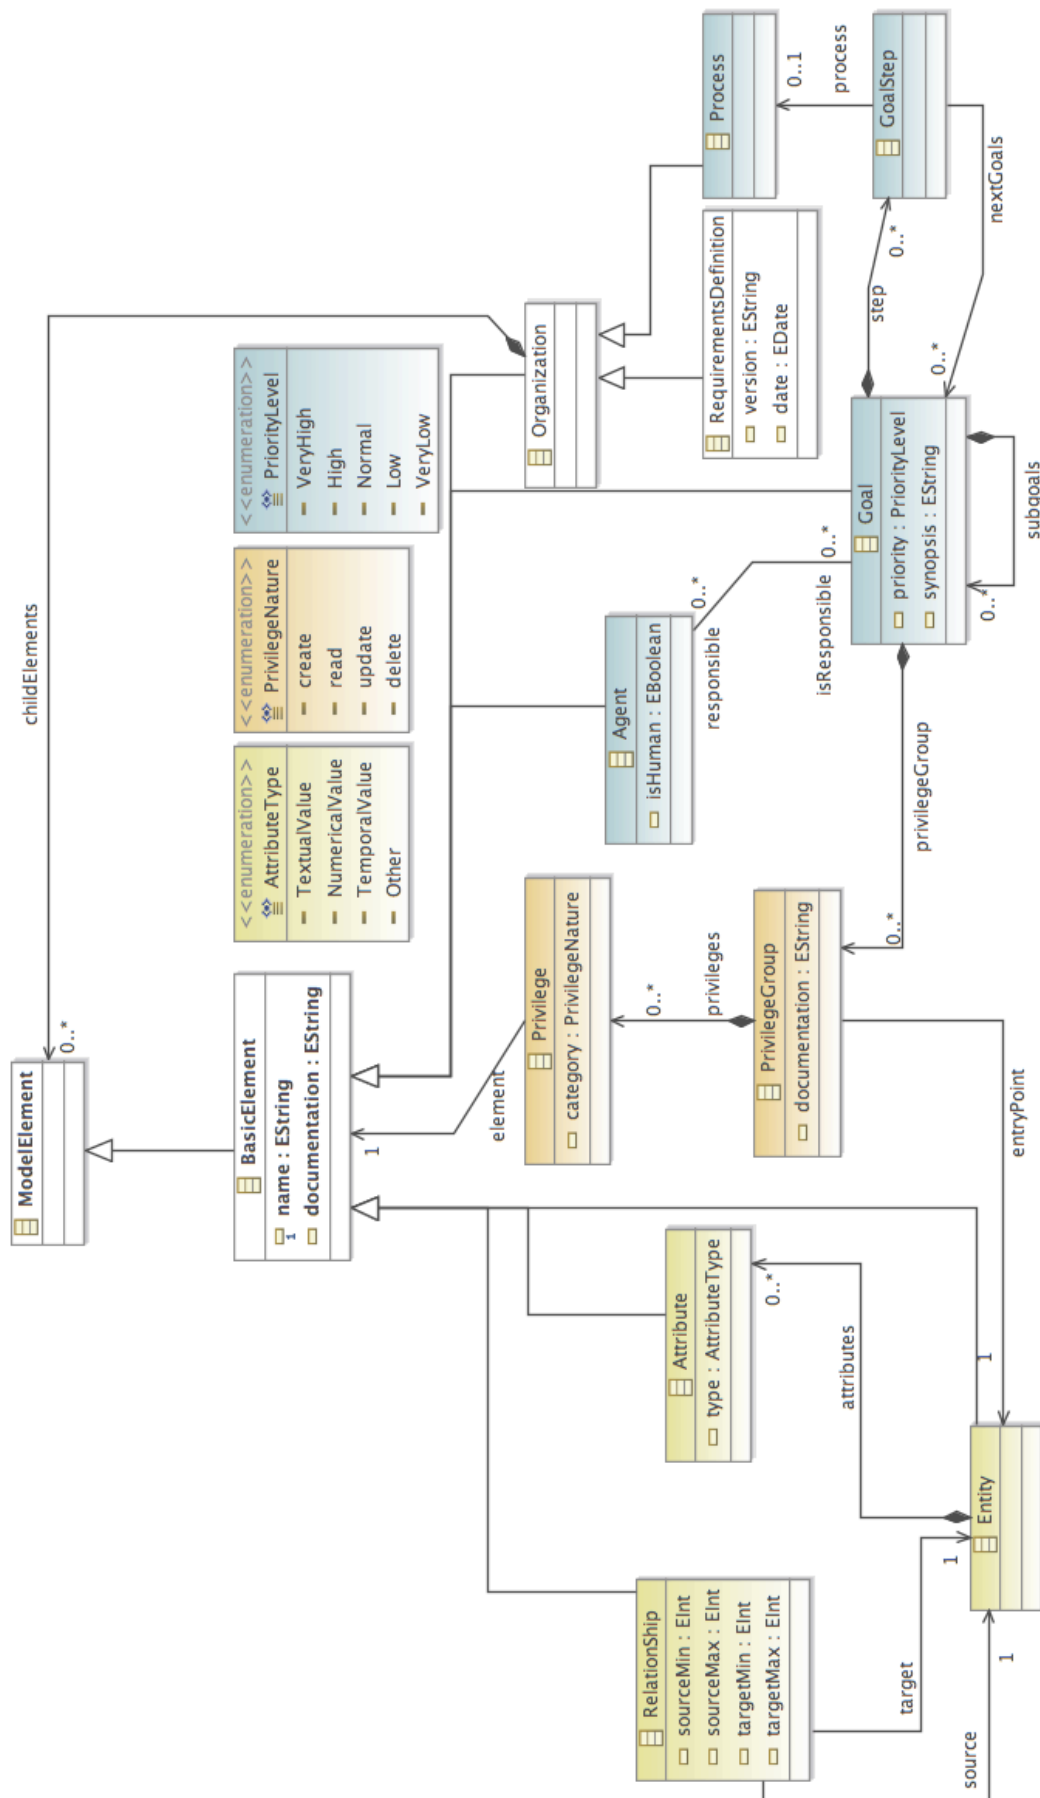 ModelElement
0..*
childElements
BasicElement
name : EString
1
documentation : EString
<<enumeration>>
AttributeType
TextualValue
NumericalValue
TemporalValue
Other
<<enumeration>>
PrivilegeNature
create
read
update
delete
<<enumeration>>
PriorityLevel
VeryHigh
High
Normal
Low
VeryLow
1
element
Privilege
category : PrivilegeNature
0..*
privileges
PrivilegeGroup
documentation : EString
0..*
privilegeGroup
entryPoint
1
Organization
RequirementsDefinition
version : EString
date : EDate
Process
0..1
process
GoalStep
0..*
step
nextGoals
0..*
Agent
isHuman : EBoolean
0..*
responsible
isResponsible
0..*
Goal
priority : PriorityLevel
synopsis : EString
0..*
subgoals
RelationShip
sourceMin : EInt
sourceMax : EInt
targetMin : EInt
targetMax : EInt
Attribute
type : AttributeType
0..*
attributes
target
1
source
1
Entity